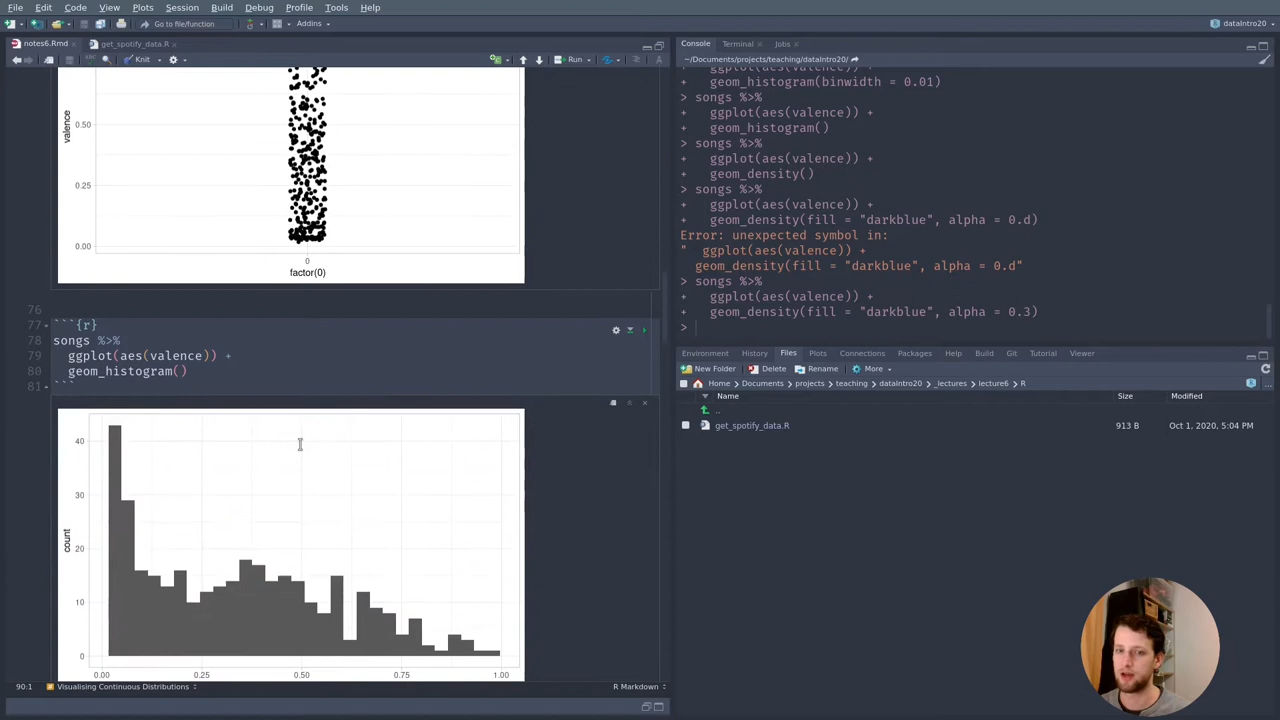 File Edit Code View Plots Session Build Debug Profile Tools Help
Go to file/function Addins dataIntro20
notes6.Rmd get_spotify_data.R
Knit Run
valence
0.50
0.25
0.00
0
factor(0)
76
77 ```{r}
78 songs %>%
79 ggplot(aes(valence)) +
80 geom_histogram()
81 ```
count
40
30
20
10
0
0.00 0.25 0.50 0.75 1.00
90:1 Visualising Continuous Distributions R Markdown
Console Terminal Jobs
~/Documents/projects/teaching/dataIntro20/
+ ggplot(aes(valence)) +
+ geom_histogram(binwidth = 0.01)
> songs %>%
+ ggplot(aes(valence)) +
+ geom_histogram()
> songs %>%
+ ggplot(aes(valence)) +
+ geom_density()
> songs %>%
+ ggplot(aes(valence)) +
+ geom_density(fill = "darkblue", alpha = 0.d)
Error: unexpected symbol in:
" ggplot(aes(valence)) +
geom_density(fill = "darkblue", alpha = 0.d"
> songs %>%
+ ggplot(aes(valence)) +
+ geom_density(fill = "darkblue", alpha = 0.3)
>
Environment History Files Plots Connections Packages Help Build Git Tutorial Viewer
New Folder Delete Rename More
Home Documents projects teaching dataIntro20 _lectures lecture6 R
Name Size Modified
..
get_spotify_data.R 913 B Oct 1, 2020, 5:04 PM